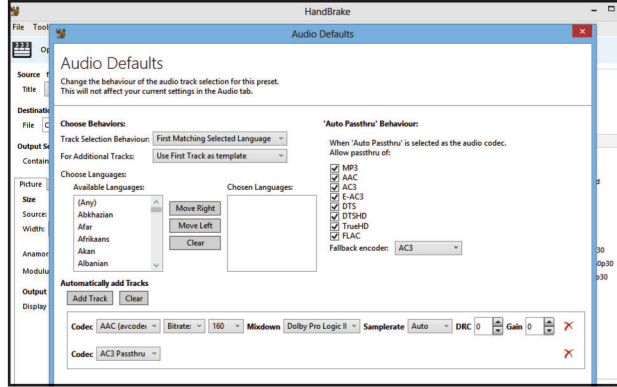 HandBrake
File Tool
Audio Defaults
Op
Audio Defaults
Source f
Change the behaviour of the audio track selection for this preset.
This will not affect your current settings in the Audio tab.
Title
Destinatio
File C
Choose Behaviors:
'Auto Passthru' Behaviour:
Track Selection Behaviour: First Matching Selected Language
When 'Auto Passthru' is selected as the audio codec.
Allow passthru of:
Output Se
Contain
For Additional Tracks: Use First Track as template
MP3
AAC
AC3
E-AC3
DTS
DTSHD
TrueHD
FLAC
Fallback encoder: AC3
Choose Languages:
Available Languages:
Chosen Languages:
Picture
Size
Source:
Width:
(Any)
Abkhazian
Afar
Afrikaans
Akan
Albanian
Move Right
Move Left
Clear
Anamor
Modulu
30
0p30
p30
Automatically add Tracks
Output
Display
Add Track Clear
Codec AAC (avcodec Bitrate: 160 Mixdown Dolby Pro Logic II Samplerate Auto DRC 0 Gain 0
Codec AC3 Passthru